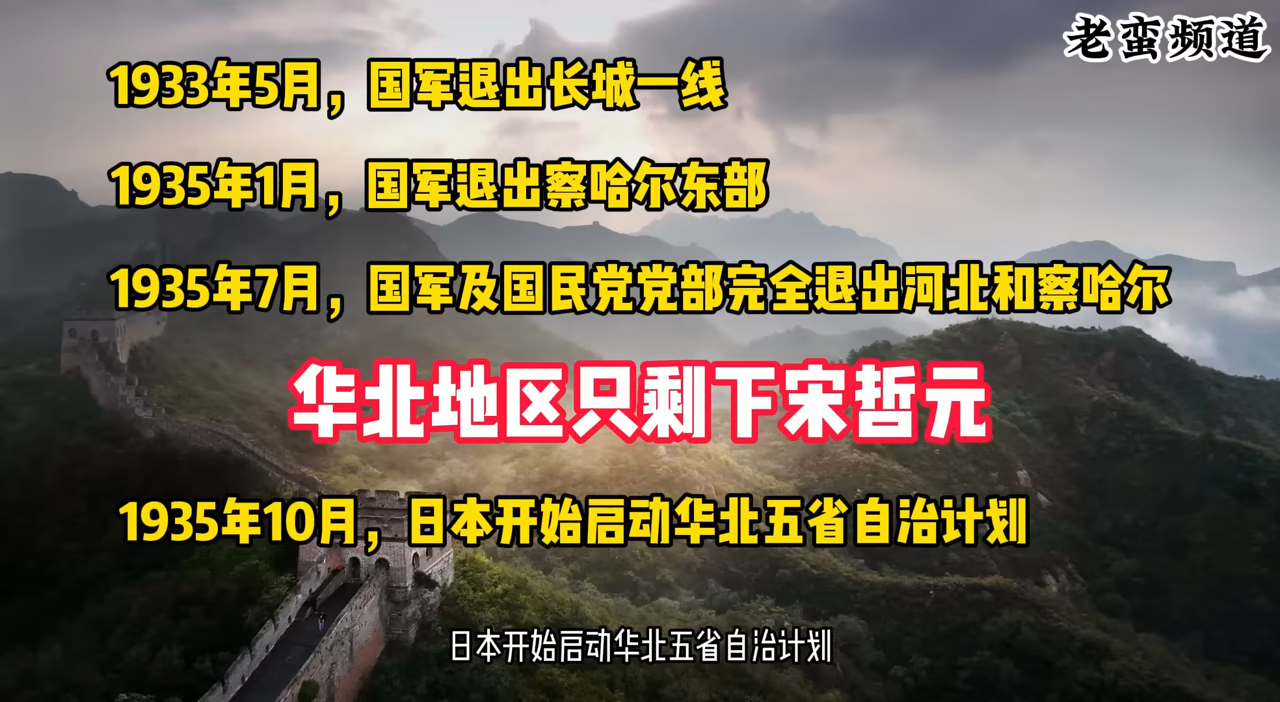 老蛮频道
1933年5月，国军退出长城一线
1935年1月，国军退出察哈尔东部
1935年7月，国军及国民党党部完全退出河北和察哈尔
华北地区只剩下宋哲元
1935年10月，日本开始启动华北五省自治计划
日本开始启动华北五省自治计划